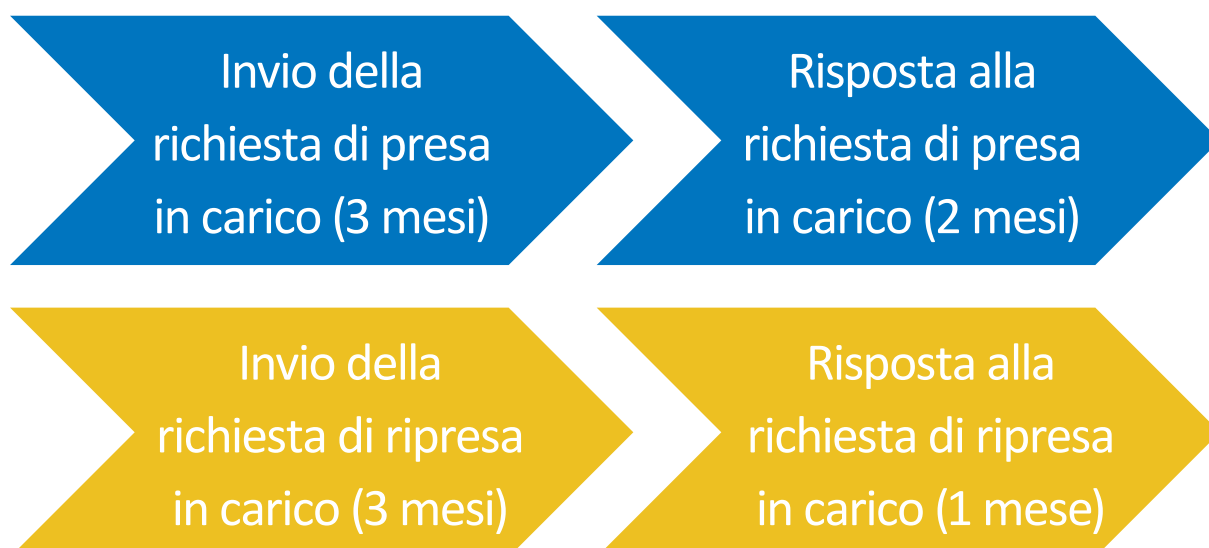 Invio della
richiesta di presa
in carico (3 mesi)
Risposta alla
richiesta di presa
in carico (2 mesi)
Invio della
richiesta di ripresa
in carico (3 mesi)
Risposta alla
richiesta di ripresa
in carico (1 mese)